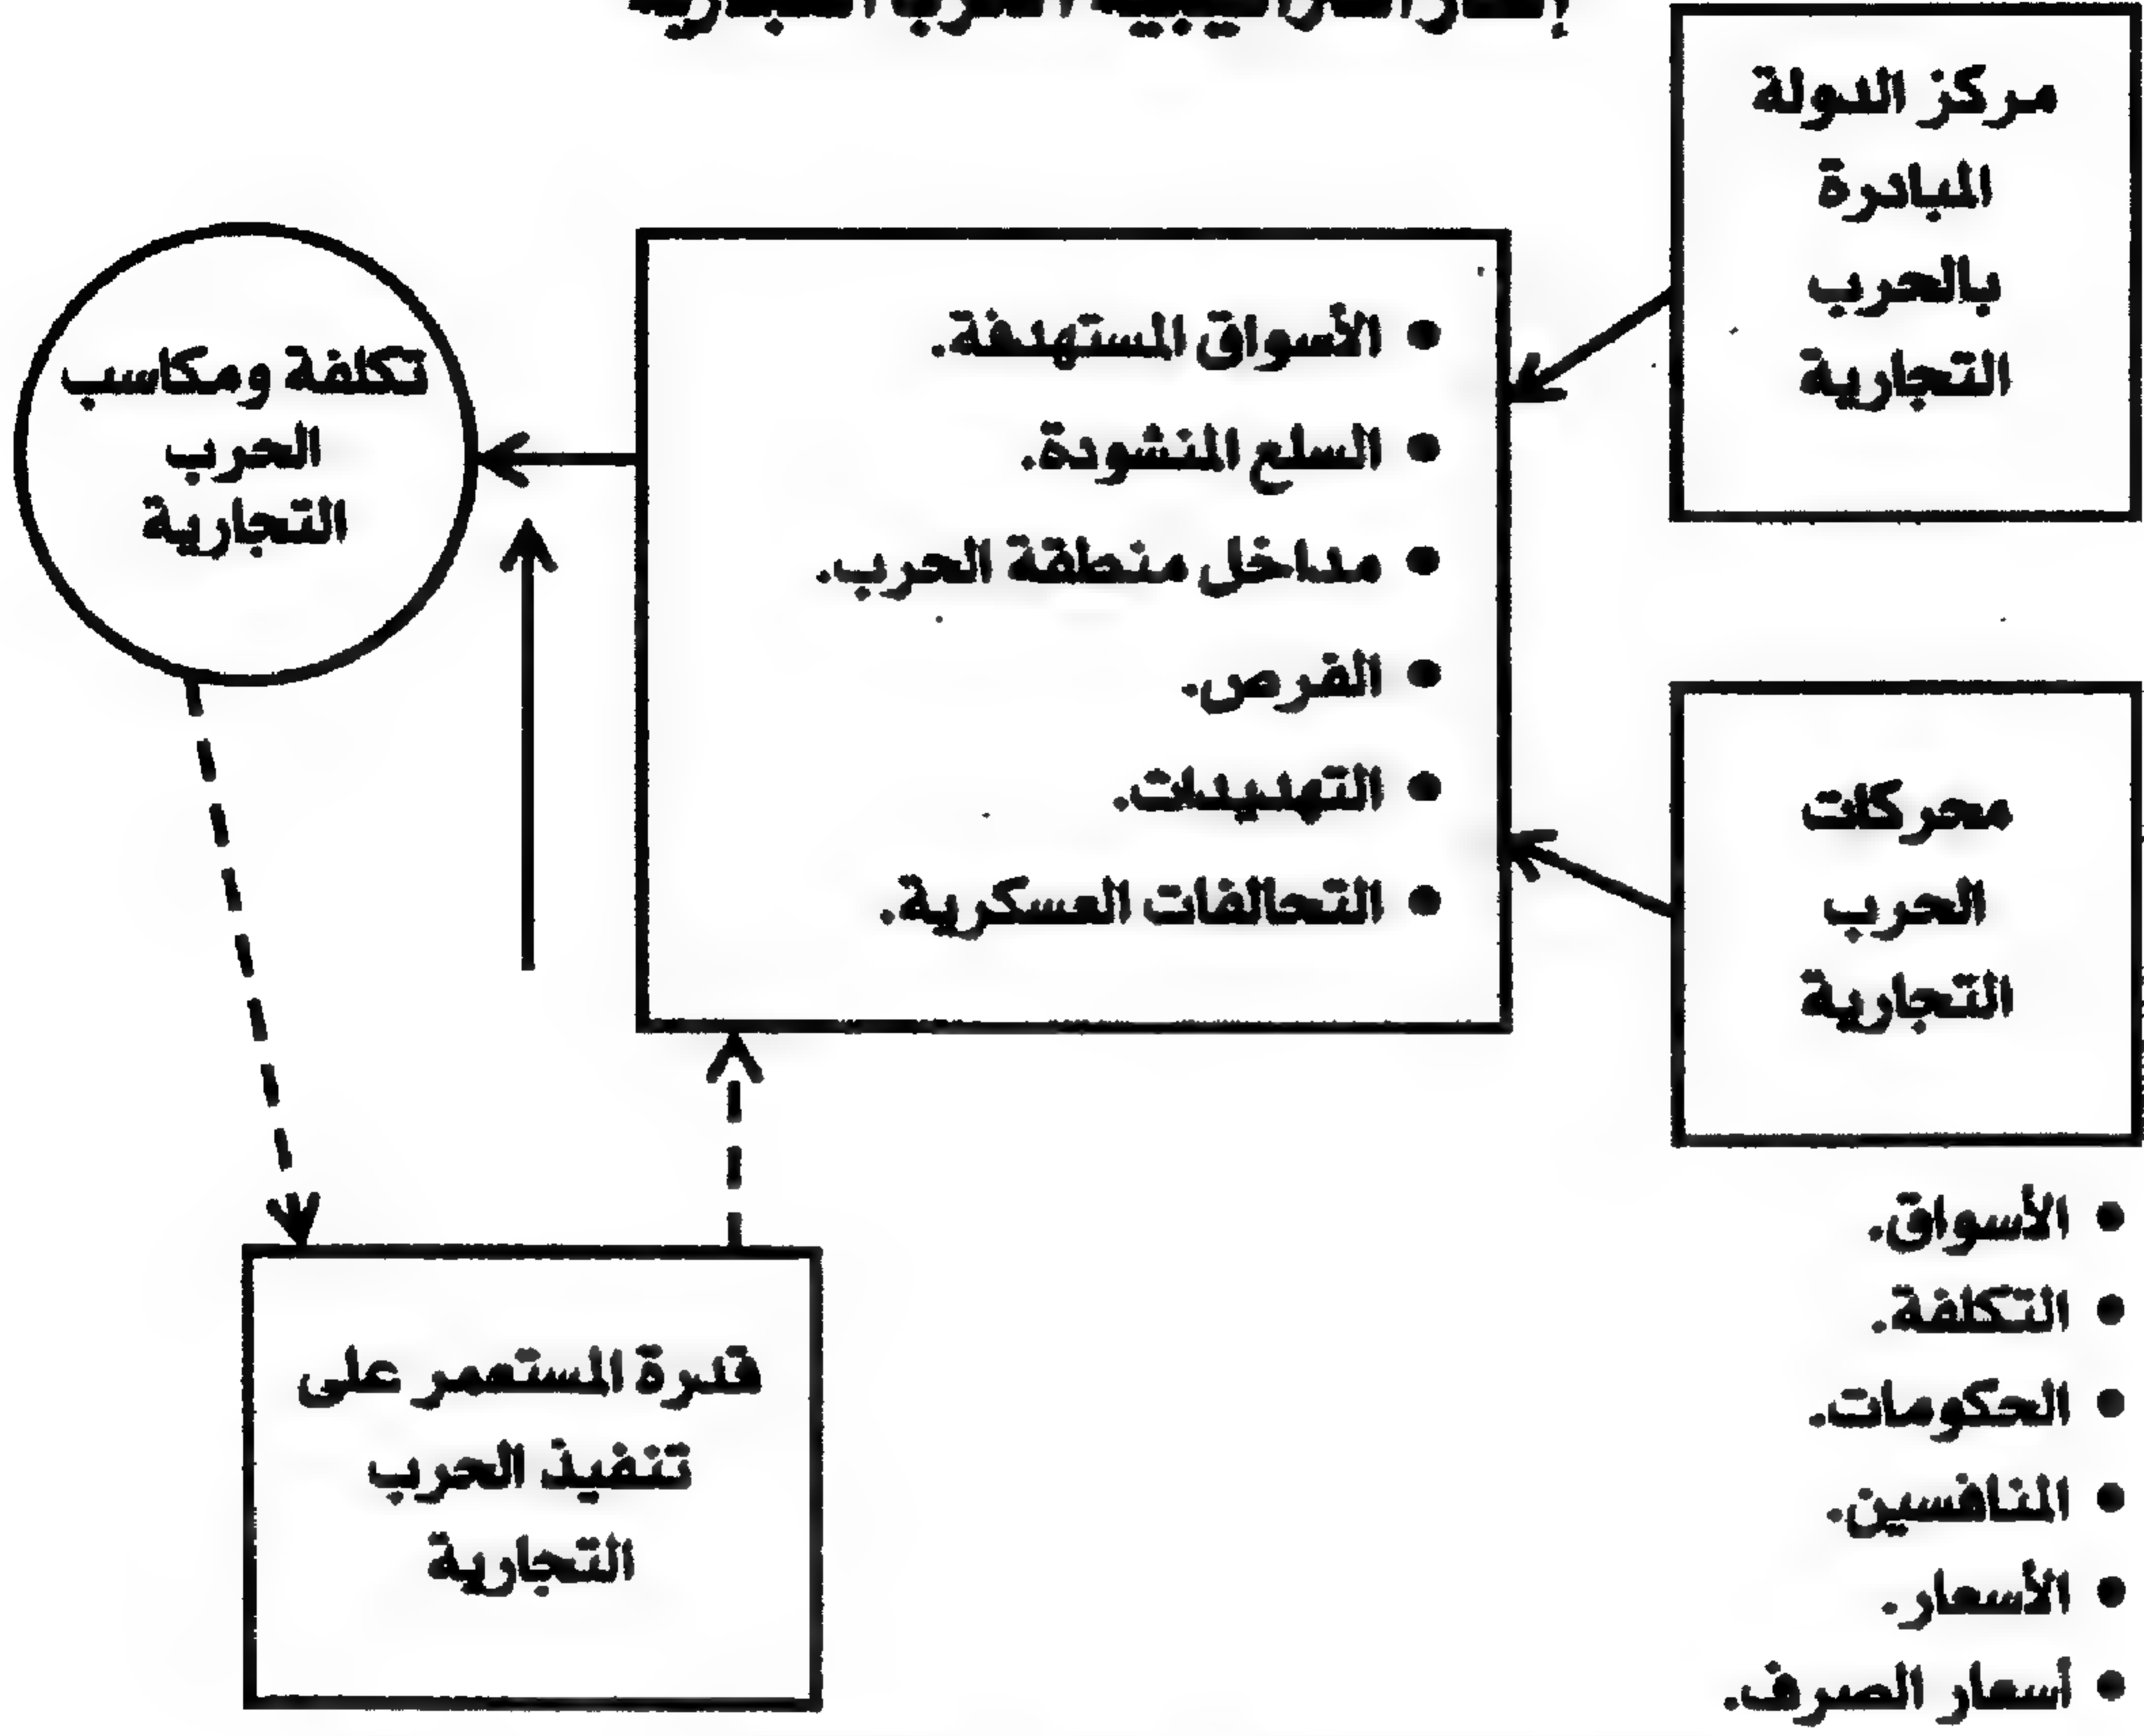 مركز الدولة
المبادرة
بالحرب
التجارية
الأسواق المستهدفة.
السلع المنشودة.
مداخل منطقة الحرب.
الفرص.
التهديدات.
التحالفات العسكرية.
تكلفة ومكاسب
الحرب
التجارية
محركات
الحرب
التجارية
الأسواق.
التكلفة.
الحكومات.
المنافسين.
الأسعار.
أسعار الصرف.
قدرة المستعمر على
تنفيذ الحرب
التجارية